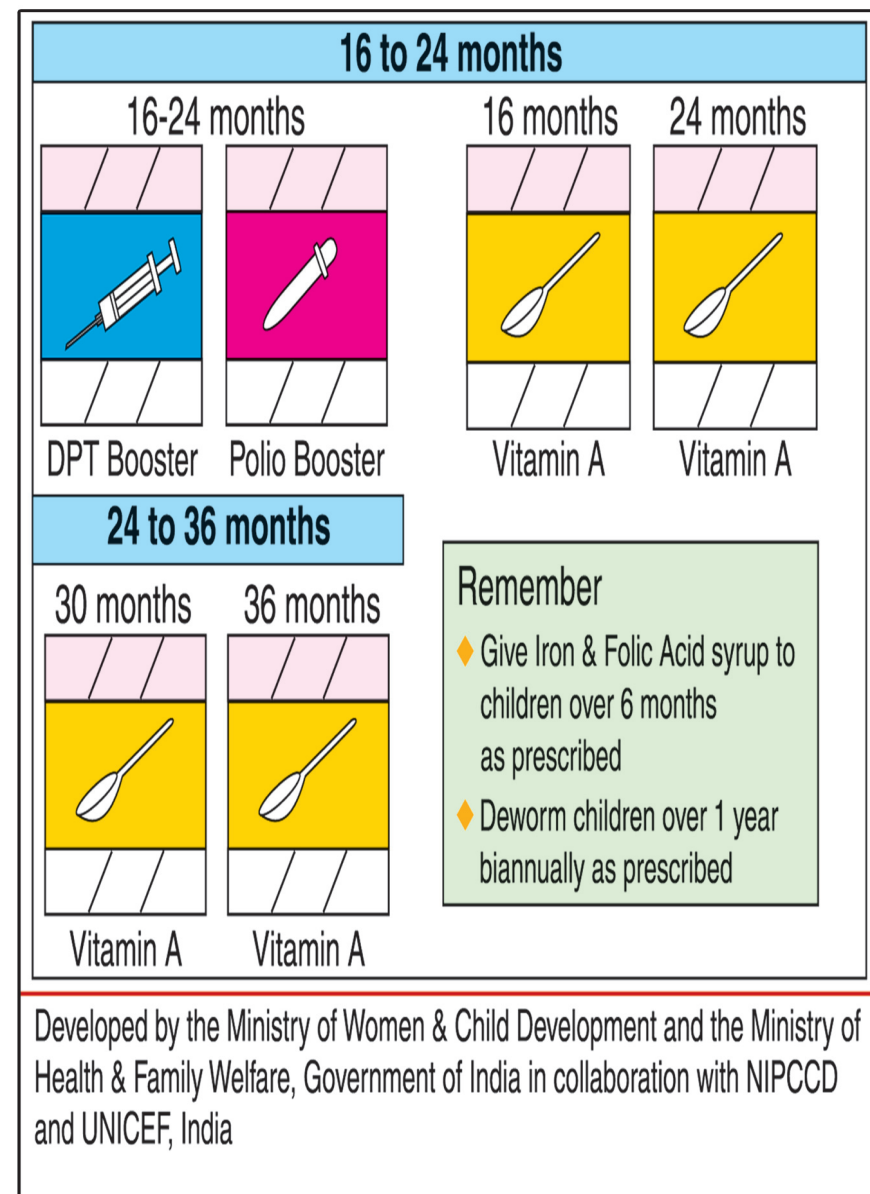 16 to 24 months
16-24 months
16 months
24 months
DPT Booster
Polio Booster
Vitamin A
Vitamin A
24 to 36 months
30 months
36 months
Vitamin A
Vitamin A
Remember
Give Iron & Folic Acid syrup to
children over 6 months
as prescribed
Deworm children over 1 year
biannually as prescribed
Developed by the Ministry of Women & Child Development and the Ministry of
Health & Family Welfare, Government of India in collaboration with NIPCCD
and UNICEF, India